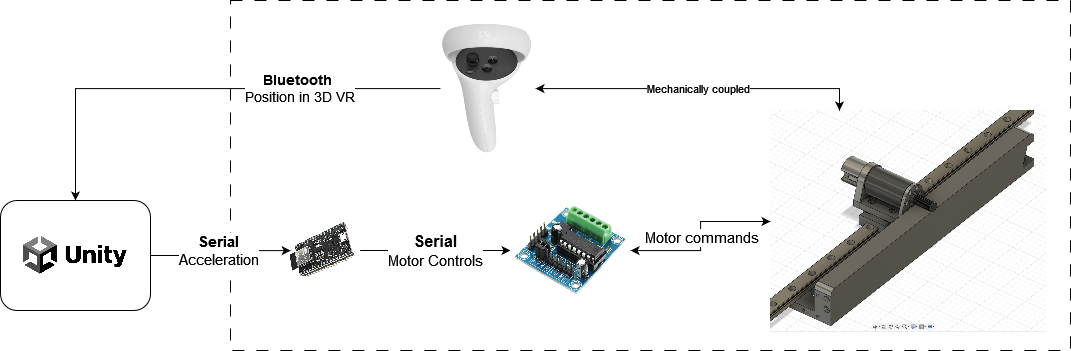 Bluetooth
Position in 3D VR
Mechanically coupled
Unity
Serial
Acceleration
Serial
Motor Controls
Motor commands